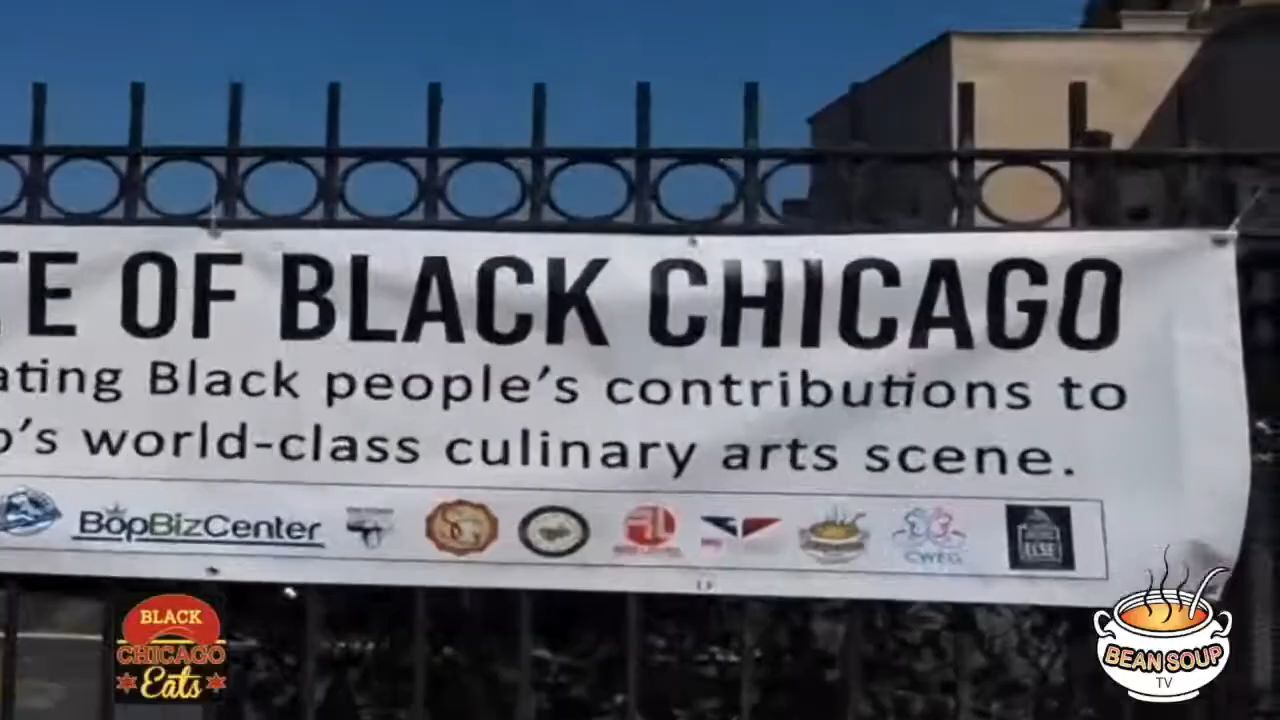 TE OF BLACK CHICAGO
ating Black people's contributions to
o's world-class culinary arts scene.
BopBizCenter
CWEG
BLACK
CHICAGO
Eats
BEAN SOUP
TV